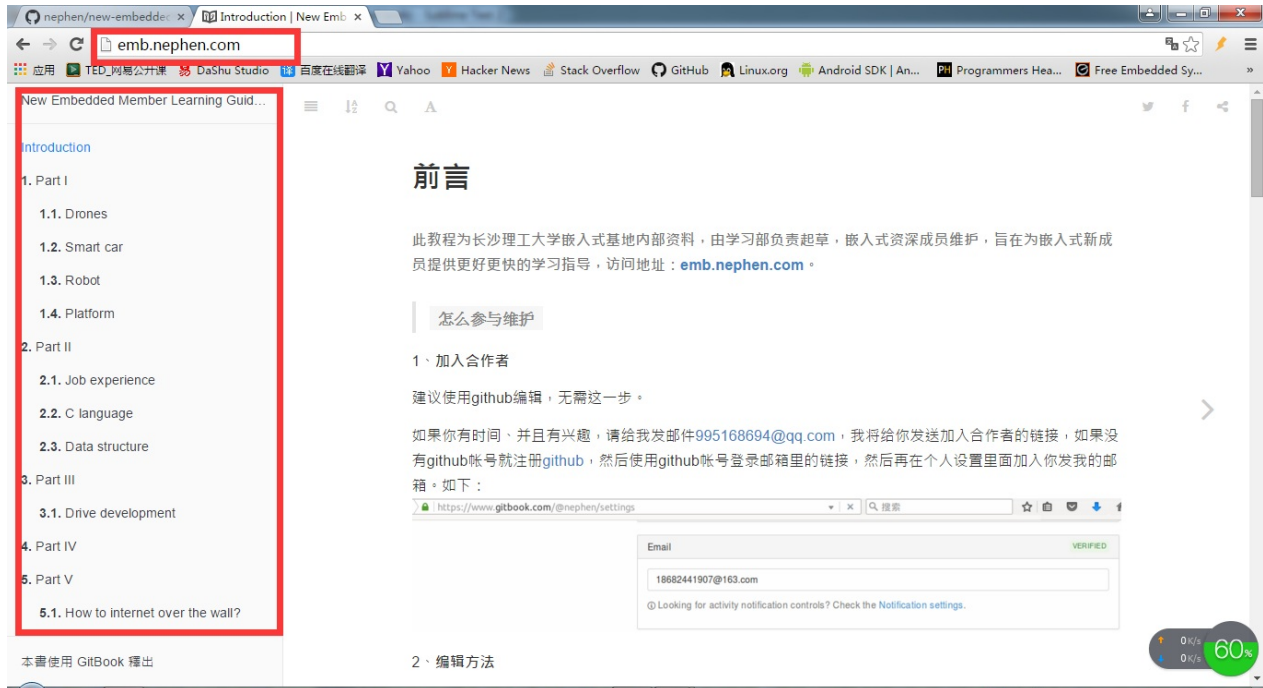 nephen/new-embedded
Introduction | New Emb
emb.nephen.com
应用 TED_网易公开课 DaShu Studio 百度在线翻译 Yahoo Hacker News Stack Overflow GitHub Linux.org Android SDK | An... Programmers Hea... Free Embedded Sy... »
New Embedded Member Learning Guid...
Introduction
1. Part I
1.1. Drones
1.2. Smart car
1.3. Robot
1.4. Platform
2. Part II
2.1. Job experience
2.2. C language
2.3. Data structure
3. Part III
3.1. Drive development
4. Part IV
5. Part V
5.1. How to internet over the wall?
本書使用 GitBook 釋出
前言
此教程为长沙理工大学嵌入式基地内部资料，由学习部负责起草，嵌入式资深成员维护，旨在为嵌入式新成
员提供更好更快的学习指导，访问地址：emb.nephen.com。
怎么参与维护
1、加入合作者
建议使用github编辑，无需这一步。
如果你有时间、并且有兴趣，请给我发邮件995168694@qq.com，我将给你发送加入合作者的链接，如果没
有github帐号就注册github，然后使用github帐号登录邮箱里的链接，然后再在个人设置里面加入你发我的邮
箱。如下：
https://www.gitbook.com/@nephen/settings
搜索
Email
VERIFIED
18682441907@163.com
Looking for activity notification controls? Check the Notification settings.
2、编辑方法
0K/s
0K/s
60%